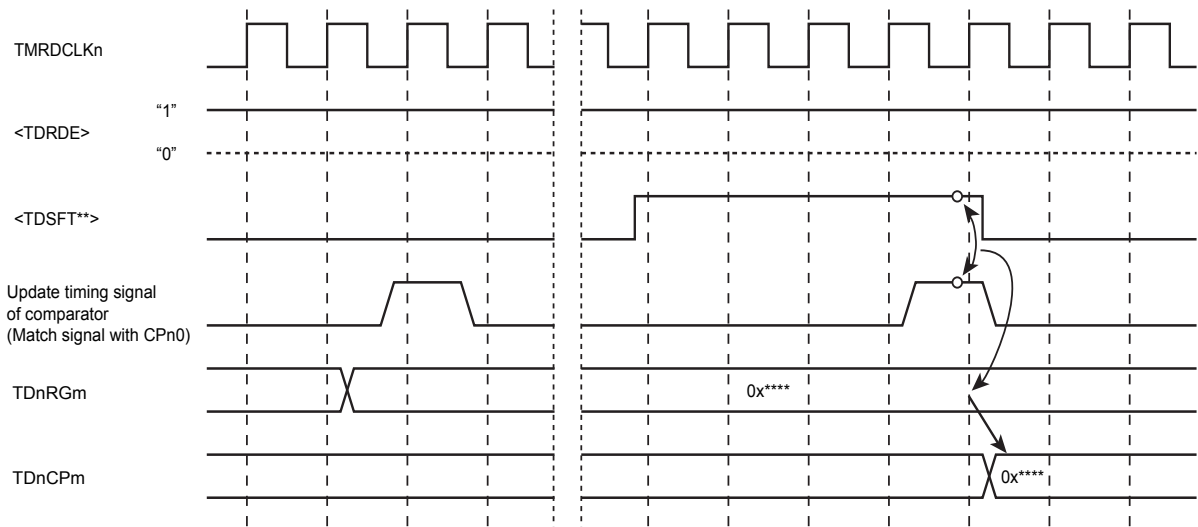 TMRDCLKn
“1”
<TDRDE>
“0”
<TDSFT**>
Update timing signal
of comparator
(Match signal with CPn0)
TDnRGm
0x****
TDnCPm
0x****